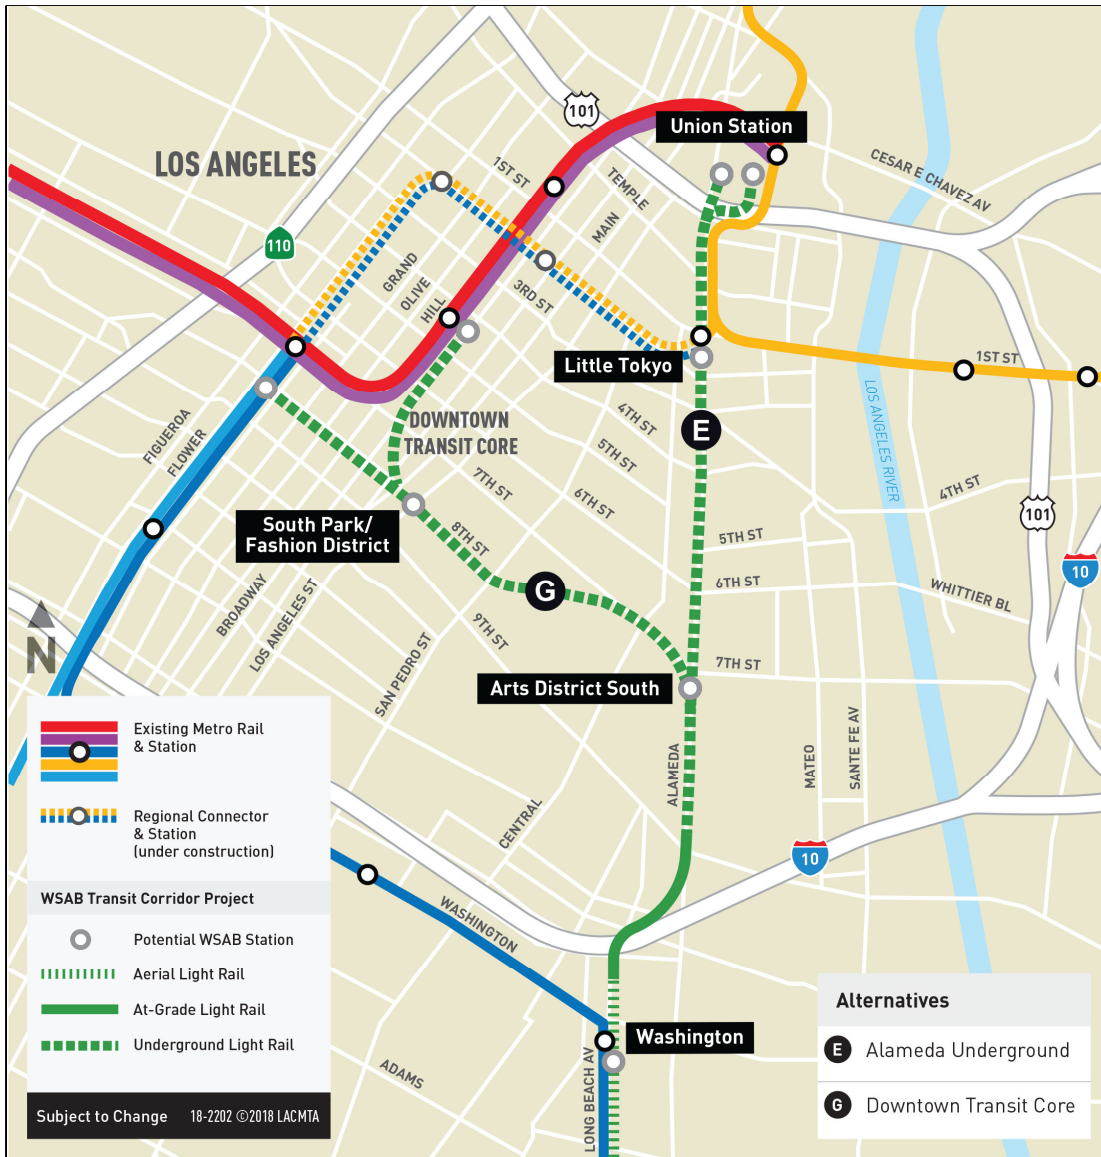 101
Union Station
LOS ANGELES
CESAR E CHAVEZ AV
1ST ST
TEMPLE
MAIN
110
GRAND
OLIVE
HILL
3RD ST
Little Tokyo
1ST ST
LOS ANGELES RIVER
FIGUEROA
FLOWER
DOWNTOWN
TRANSIT CORE
4TH ST
E
5TH ST
7TH ST
6TH ST
4TH ST
101
South Park/
Fashion District
8TH ST
5TH ST
10
G
6TH ST
WHITTIER BL
BROADWAY
LOS ANGELES ST
9TH ST
N
SAN PEDRO ST
7TH ST
Arts District South
ALAMEDA
MATEO
SANTE FE AV
CENTRAL
10
WASHINGTON
Washington
LONG BEACH AV
ADAMS
Existing Metro Rail
& Station
Regional Connector
& Station
(under construction)
WSAB Transit Corridor Project
Potential WSAB Station
Aerial Light Rail
At-Grade Light Rail
Underground Light Rail
Subject to Change 18-2202 ©2018 LACMTA
Alternatives
E Alameda Underground
G Downtown Transit Core